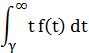 ∫_γ^∞ t f(t) dt